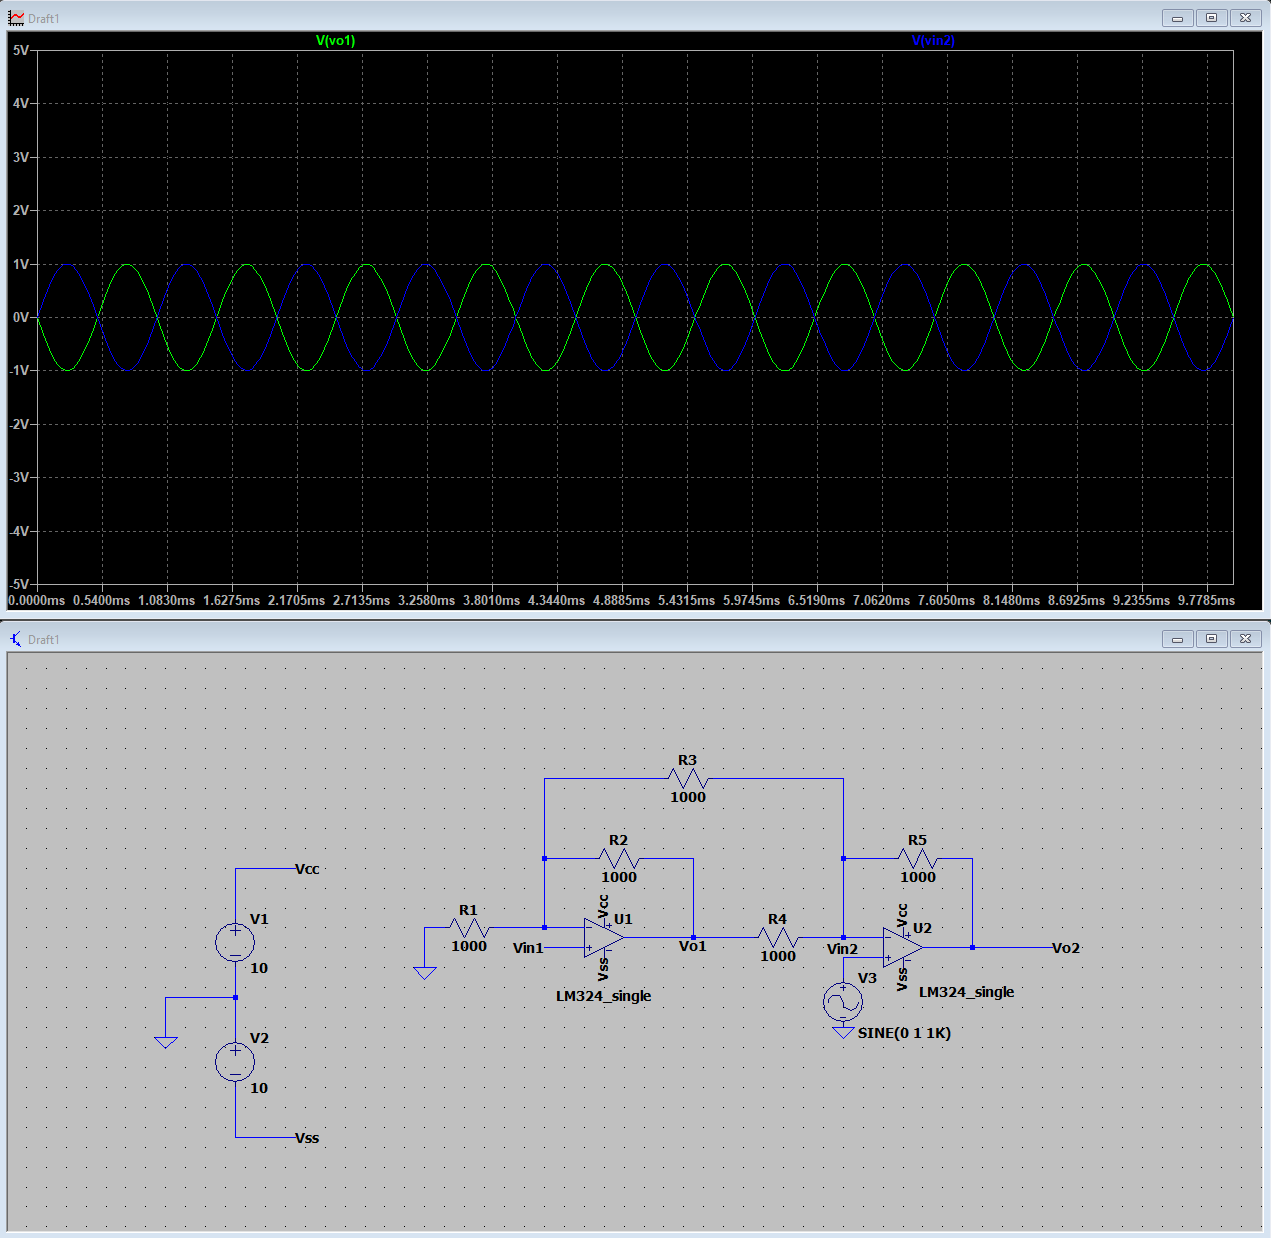 Draft1
V(vo1) V(vin2)
5V
4V
3V
2V
1V
0V
-1V
-2V
-3V
-4V
-5V
0.0000ms 0.5400ms 1.0830ms 1.6275ms 2.1705ms 2.7135ms 3.2580ms 3.8010ms 4.3440ms 4.8885ms 5.4315ms 5.9745ms 6.5190ms 7.0620ms 7.6050ms 8.1480ms 8.6925ms 9.2355ms 9.7785ms
Draft1
R3
1000
R2
1000
R5
1000
Vcc
V1
10
R1
1000
Vcc
U1
Vin1
Vss
LM324_single
Vo1
R4
1000
Vin2
Vcc
U2
Vo2
Vss
LM324_single
V3
SINE(0 1 1K)
V2
10
Vss